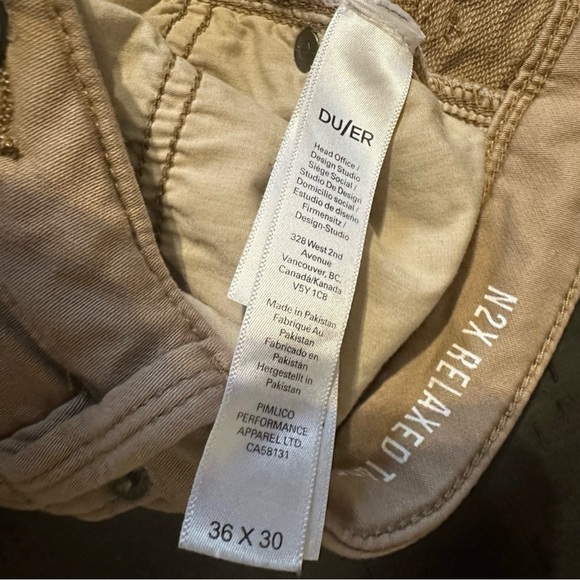 DU/ER
Head Office /
Design Studio
Siège Social /
Studio De Design
Domicilio social /
Estudio de diseño
Firmensitz /
Design-Studio
328 West 2nd
Avenue
Vancouver, BC.
Canada/Kanada
V5Y 1C8
Made in Pakistan
Fabriqué Au
Pakistan
Fabricado en
Pakistan
Hergestellt in
Pakistan
PIMLICO
PERFORMANCE
APPAREL LTD.
CA58131
36 X 30
N2X RELAXED